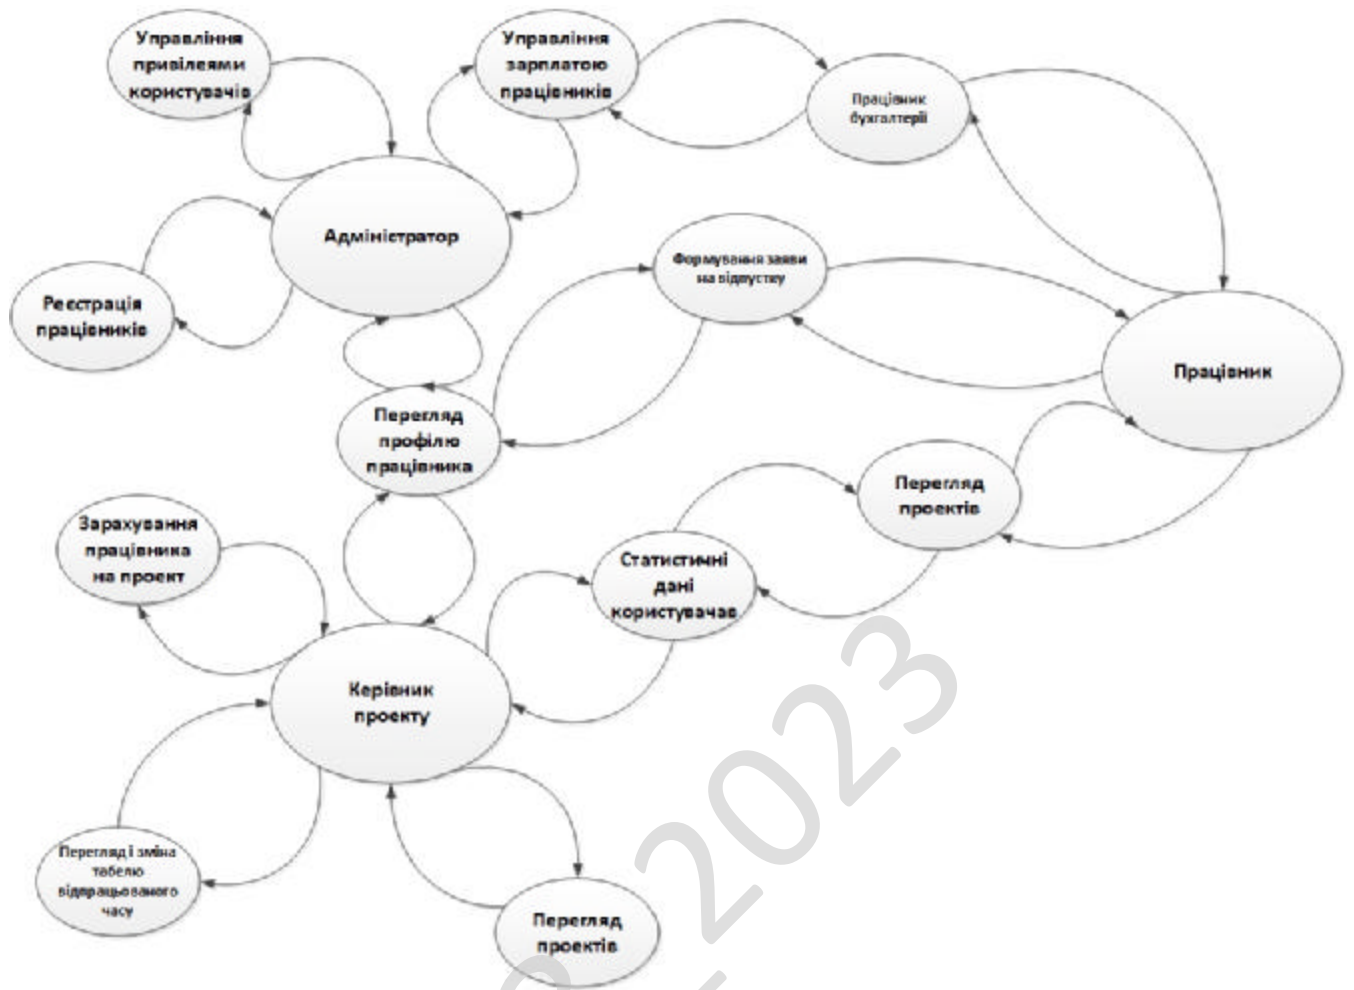 Управління
привілеями
користувачів
Управління
зарплатою
працівників
Працівник
бухгалтерії
Адміністратор
Формування заяви
на відпустку
Реєстрація
працівників
Працівник
Перегляд
профілю
працівника
Перегляд
проектів
Зарахування
працівника
на проект
Статистичні
дані
користувачав
Керівник
проекту
Перегляд і зміна
табелю
відпрацьованого
часу
Перегляд
проектів
2023